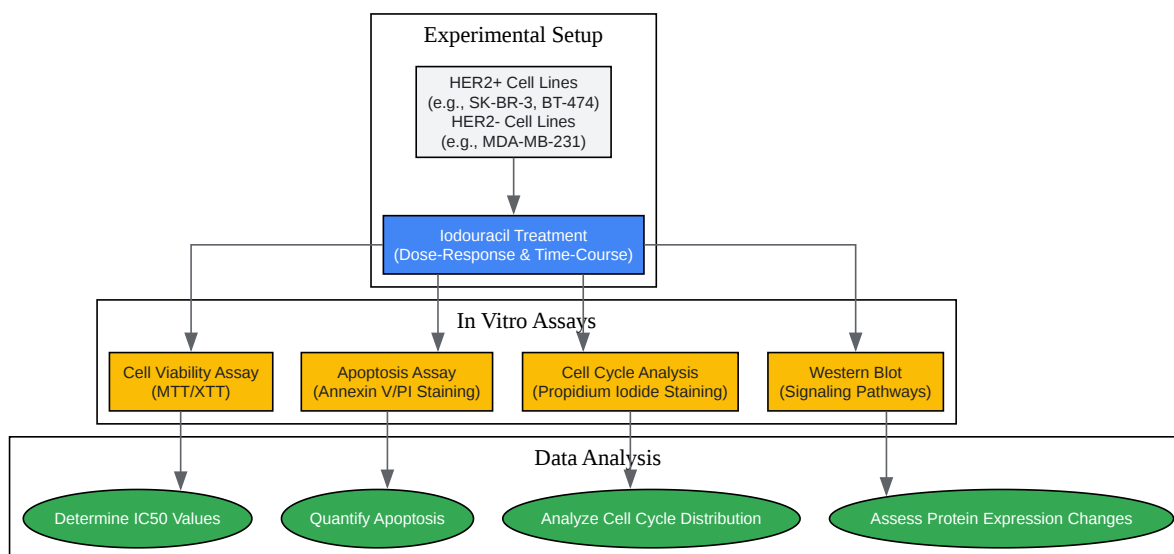 Experimental Setup
HER2+ Cell Lines
(e.g., SK-BR-3, BT-474)
HER2- Cell Lines
(e.g., MDA-MB-231)
Iodouracil Treatment
(Dose-Response & Time-Course)
In Vitro Assays
Cell Viability Assay
(MTT/XTT)
Apoptosis Assay
(Annexin V/PI Staining)
Cell Cycle Analysis
(Propidium Iodide Staining)
Western Blot
(Signaling Pathways)
Data Analysis
Determine IC50 Values
Quantify Apoptosis
Analyze Cell Cycle Distribution
Assess Protein Expression Changes